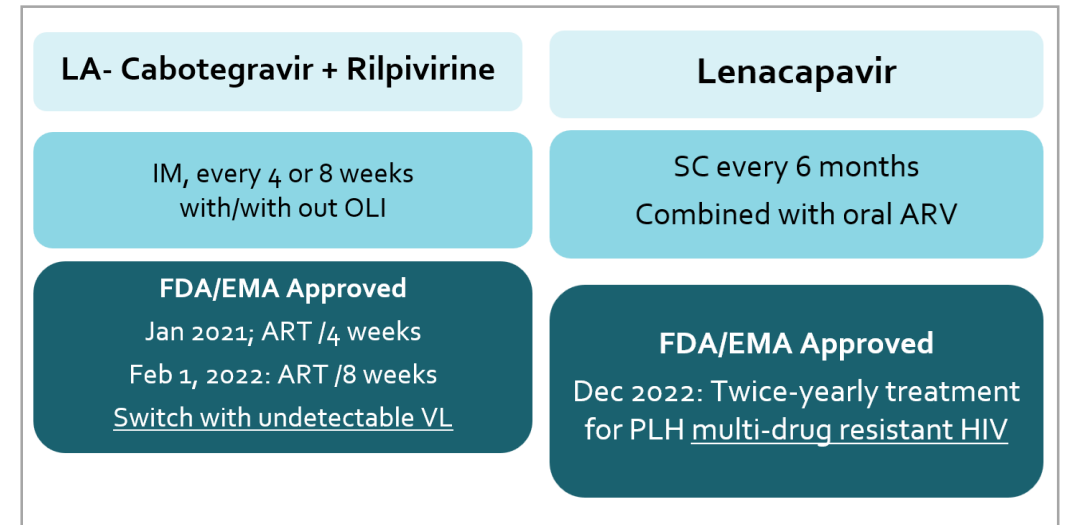 LA- Cabotegravir + Rilpivirine
IM, every 4 or 8 weeks
with/with out OLI
FDA/EMA Approved
Jan 2021; ART /4 weeks
Feb 1, 2022: ART /8 weeks
Switch with undetectable VL
Lenacapavir
SC every 6 months
Combined with oral ARV
FDA/EMA Approved
Dec 2022: Twice-yearly treatment
for PLH multi-drug resistant HIV